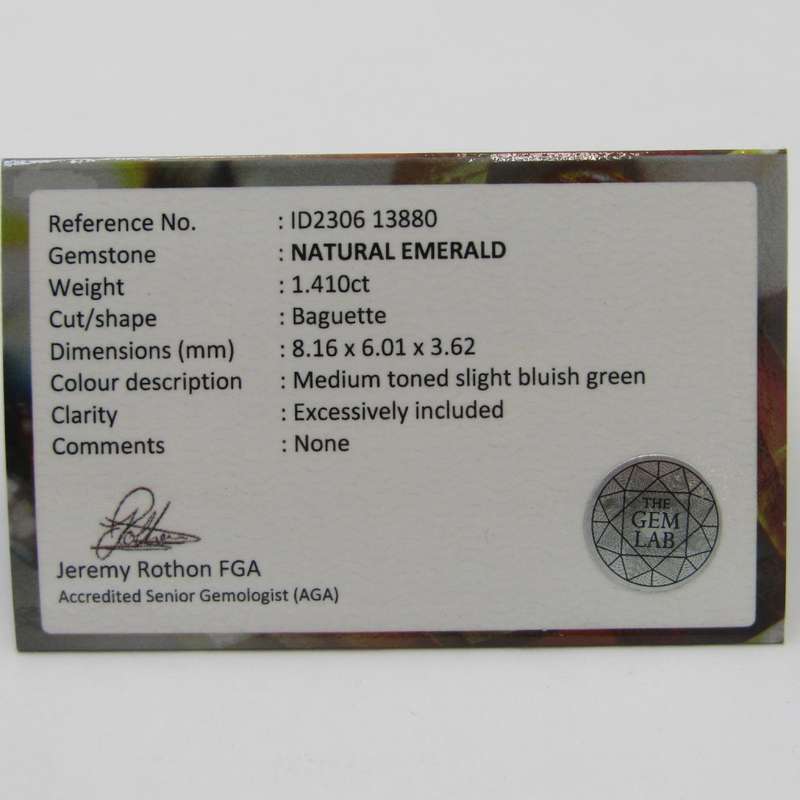 Reference No. : ID2306 13880
Gemstone : NATURAL EMERALD
Weight : 1.410ct
Cut/shape : Baguette
Dimensions (mm) : 8.16 x 6.01 x 3.62
Colour description : Medium toned slight bluish green
Clarity : Excessively included
Comments : None
Jeremy Rothon FGA
Accredited Senior Gemologist (AGA)
THE
GEM
LAB